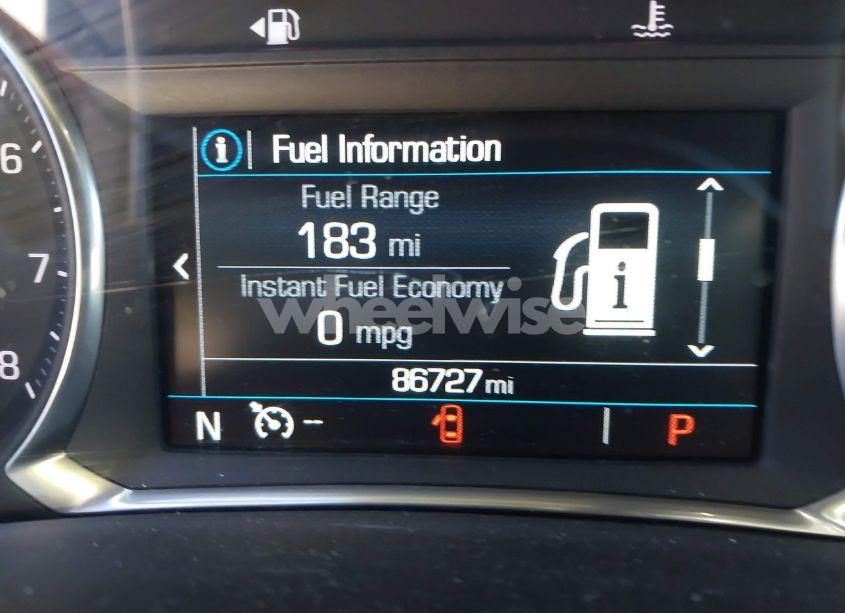 Fuel Information
6
Fuel Range
183 mi
7
Instant Fuel Economy
wheelwise
0 mpg
8
86727 mi
N -- P